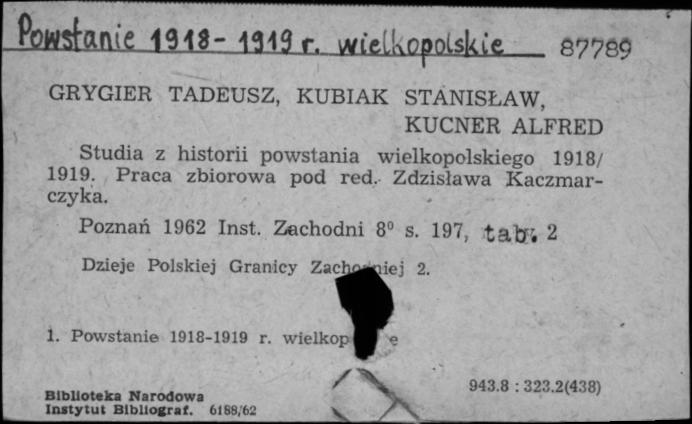 Powstanie 1918-1919 r. wielkopolskie 87789
GRYGIER TADEUSZ, KUBIAK STANISŁAW,
KUCNER ALFRED
Studia z historii powstania wielkopolskiego 1918/
1919. Praca zbiorowa pod red. Zdzisława Kaczmar-
czyka.
Poznań 1962 Inst. Zachodni 8⁰ s. 197, tab. 2
Dzieje Polskiej Granicy 2.
1. Powstanie 1918-1919 r.
943.8 : 323.2(438)
Biblioteka Narodowa
Instytut Bibliograf. 6188/62